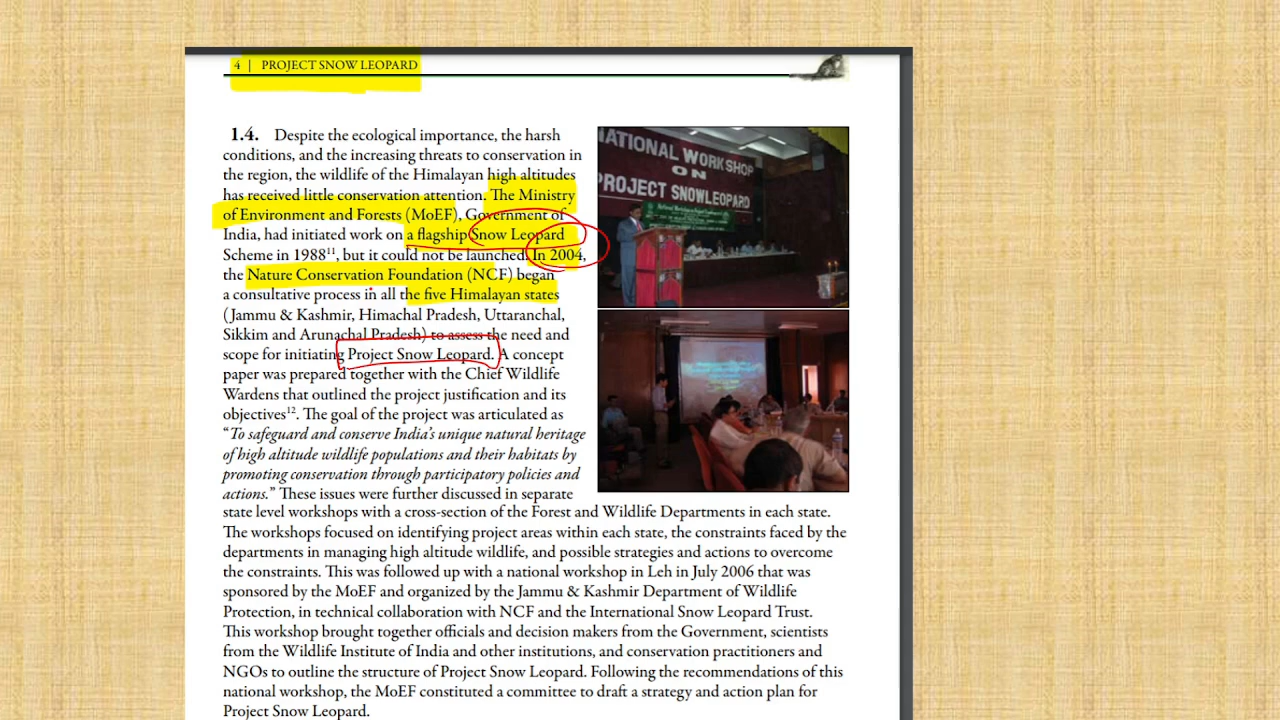 4 | PROJECT SNOW LEOPARD
1.4. Despite the ecological importance, the harsh
conditions, and the increasing threats to conservation in
the region, the wildlife of the Himalayan high altitudes
has received little conservation attention. The Ministry
of Environment and Forests (MoEF), Government of
India, had initiated work on a flagship Snow Leopard
Scheme in 1988¹¹, but it could not be launched. In 2004,
the Nature Conservation Foundation (NCF) began
a consultative process in all the five Himalayan states
(Jammu & Kashmir, Himachal Pradesh, Uttaranchal,
Sikkim and Arunachal Pradesh) to assess the need and
scope for initiating Project Snow Leopard. A concept
paper was prepared together with the Chief Wildlife
Wardens that outlined the project justification and its
objectives¹². The goal of the project was articulated as
“To safeguard and conserve India’s unique natural heritage
of high altitude wildlife populations and their habitats by
promoting conservation through participatory policies and
actions.” These issues were further discussed in separate
state level workshops with a cross-section of the Forest and Wildlife Departments in each state.
The workshops focused on identifying project areas within each state, the constraints faced by the
departments in managing high altitude wildlife, and possible strategies and actions to overcome
the constraints. This was followed up with a national workshop in Leh in July 2006 that was
sponsored by the MoEF and organized by the Jammu & Kashmir Department of Wildlife
Protection, in technical collaboration with NCF and the International Snow Leopard Trust.
This workshop brought together officials and decision makers from the Government, scientists
from the Wildlife Institute of India and other institutions, and conservation practitioners and
NGOs to outline the structure of Project Snow Leopard. Following the recommendations of this
national workshop, the MoEF constituted a committee to draft a strategy and action plan for
Project Snow Leopard.
ATIONAL WORKSHOP
ON
PROJECT SNOWLEOPARD